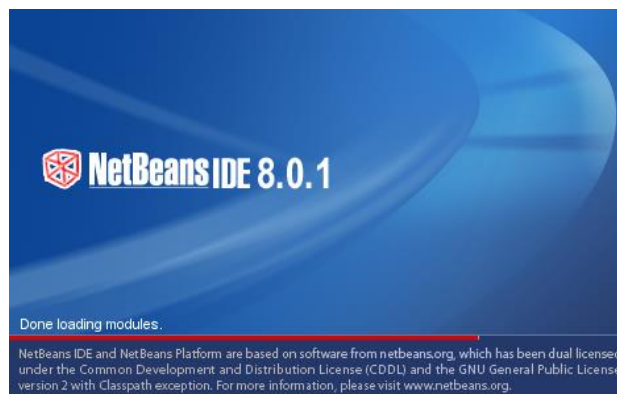 NetBeans IDE 8.0.1
Done loading modules.
NetBeans IDE and NetBeans Platform are based on software from netbeans.org, which has been dual licensed
under the Common Development and Distribution License (CDDL) and the GNU General Public License
version 2 with Classpath exception. For more information, please visit www.netbeans.org.